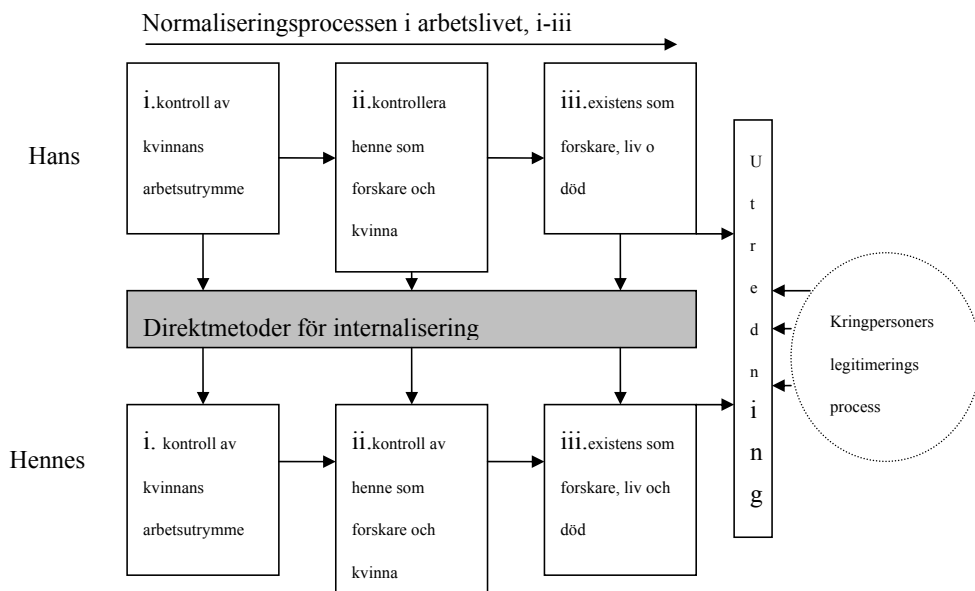 Normaliseringsprocessen i arbetslivet, i-iii
Hans
i.kontroll av
kvinnans
arbetsutrymme
ii.kontrollera
henne som
forskare och
kvinna
iii.existens som
forskare, liv o
död
Direktmetoder för internalisering
Hennes
i. kontroll av
kvinnans
arbetsutrymme
ii.kontroll av
henne som
forskare och
kvinna
iii.existens som
forskare, liv och
död
U
t
r
e
d
n
i
n
g
Kringpersoners
legitimerings
process